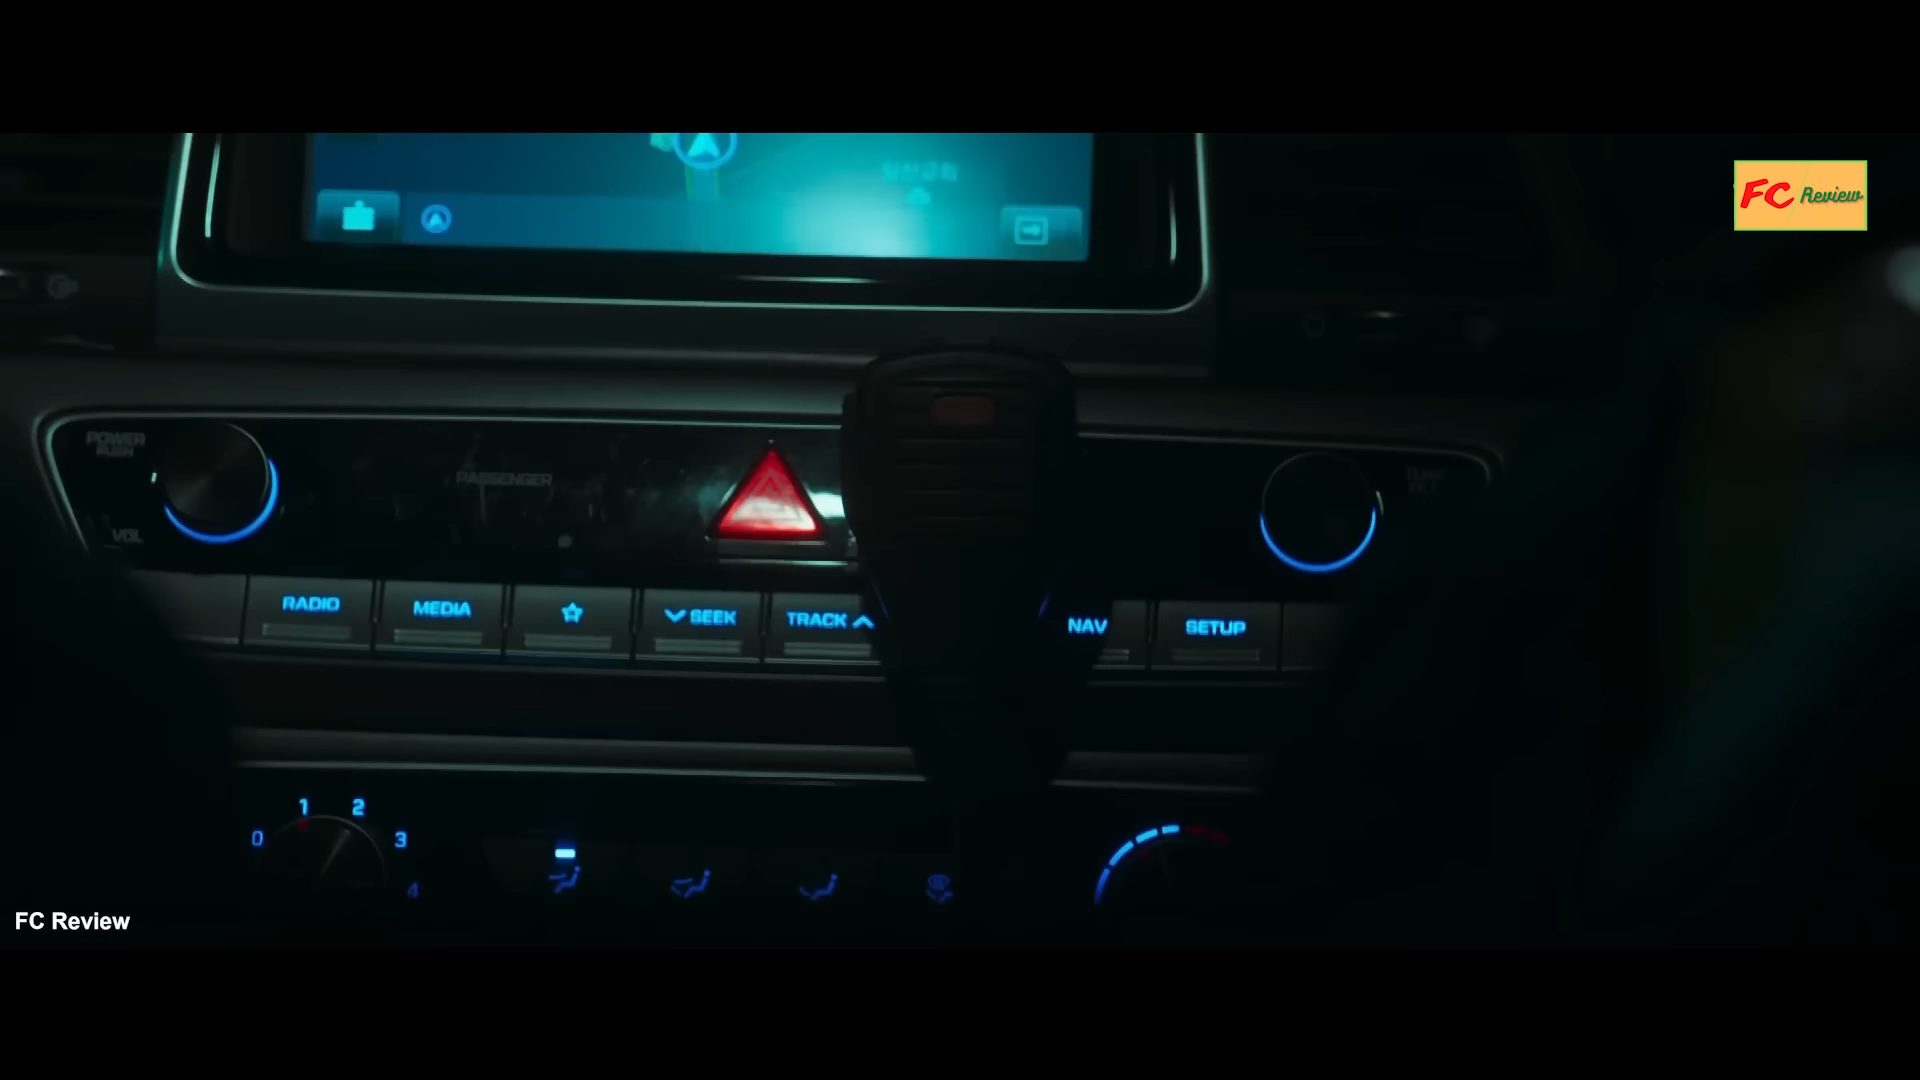 FC Review
POWER
PUSH
PASSENGER
VOL
RADIO
MEDIA
SEEK
TRACK
NAV
SETUP
0
1
2
3
4
FC Review